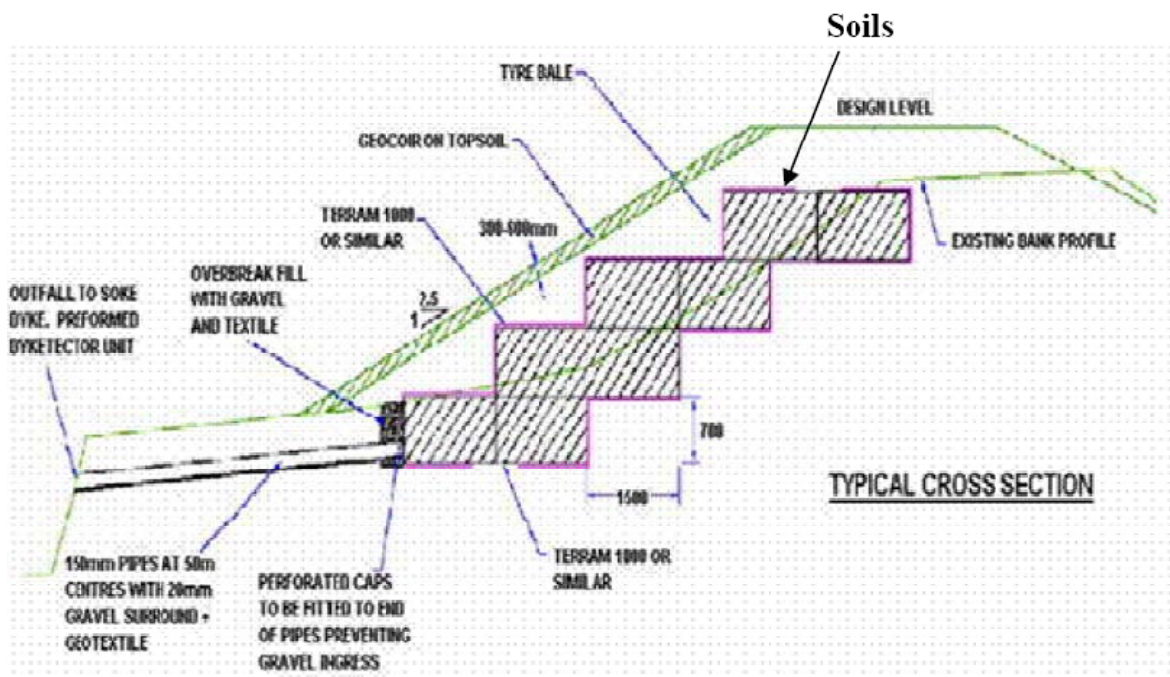 Soils
TYRE BALE
DESIGN LEVEL
GEOCOIR ON TOPSOIL
TERRAM 1000
OR SIMILAR
300-600mm
EXISTING BANK PROFILE
OVERBREAK FILL
WITH GRAVEL
AND TEXTILE
2.5
1
OUTFALL TO SOKE
DYKE. PREFORMED
DYKETECTOR UNIT
700
1500
TYPICAL CROSS SECTION
150mm PIPES AT 50m
CENTRES WITH 20mm
GRAVEL SURROUND +
GEOTEXTILE
PERFORATED CAPS
TO BE FITTED TO END
OF PIPES PREVENTING
GRAVEL INGRESS
TERRAM 1000 OR
SIMILAR